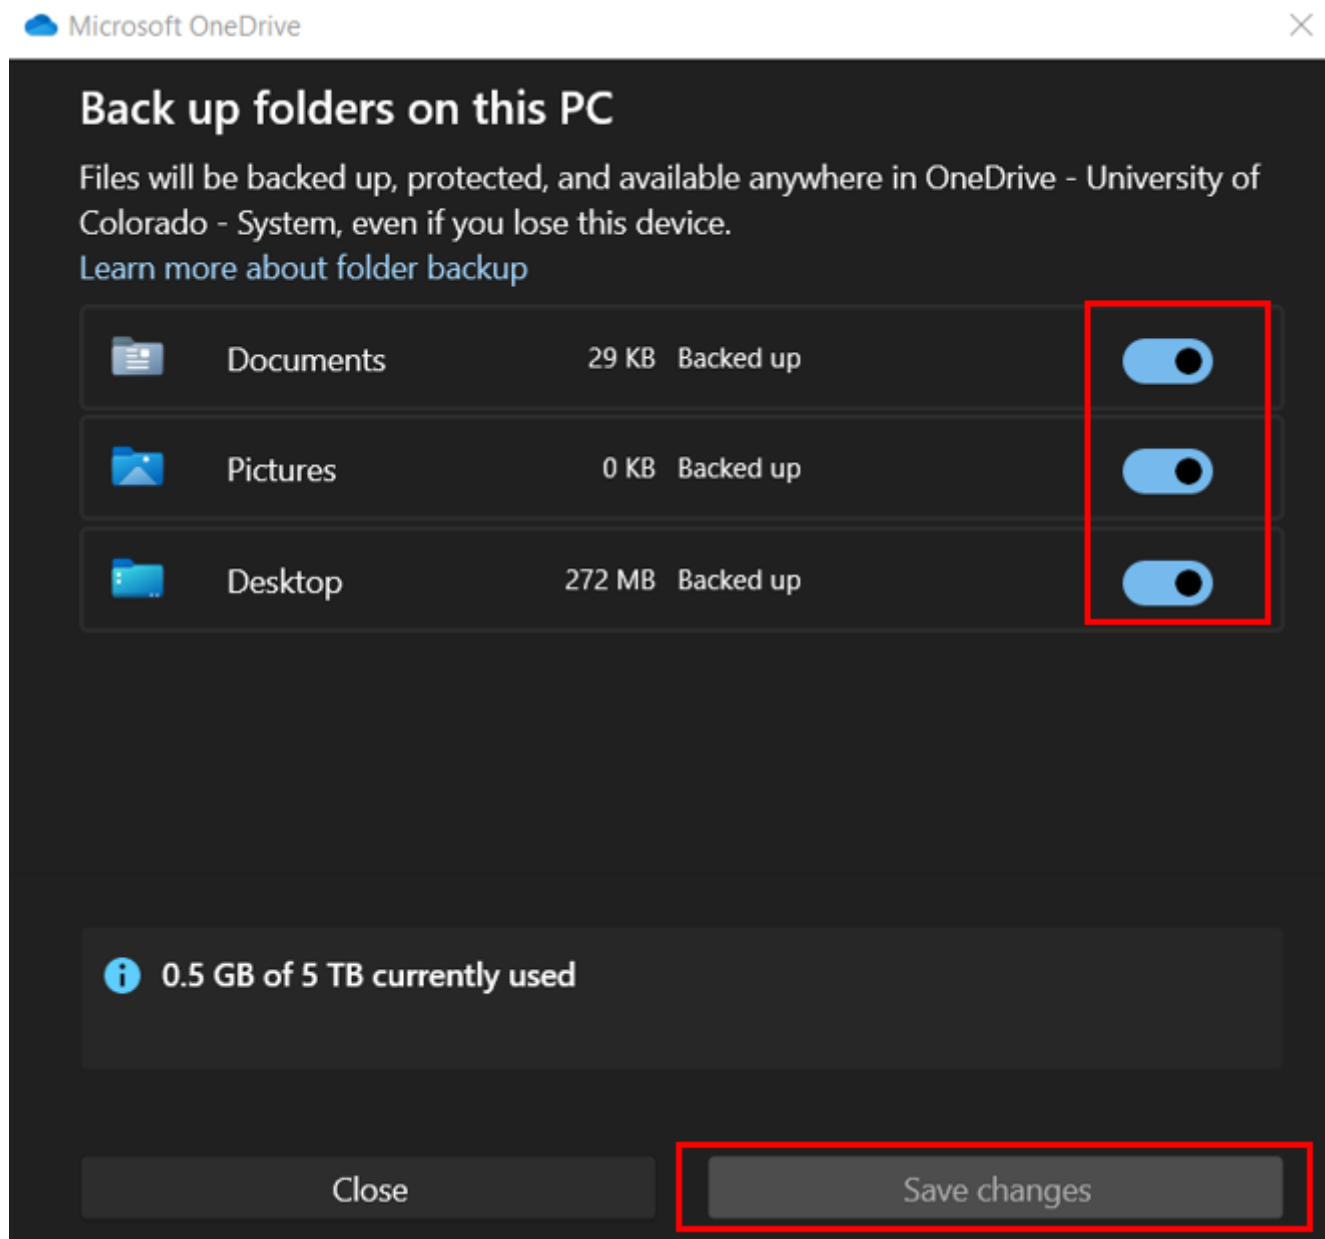 Microsoft OneDrive
Back up folders on this PC
Files will be backed up, protected, and available anywhere in OneDrive - University of
Colorado - System, even if you lose this device.
Learn more about folder backup
Documents 29 KB Backed up
Pictures 0 KB Backed up
Desktop 272 MB Backed up
0.5 GB of 5 TB currently used
Close Save changes